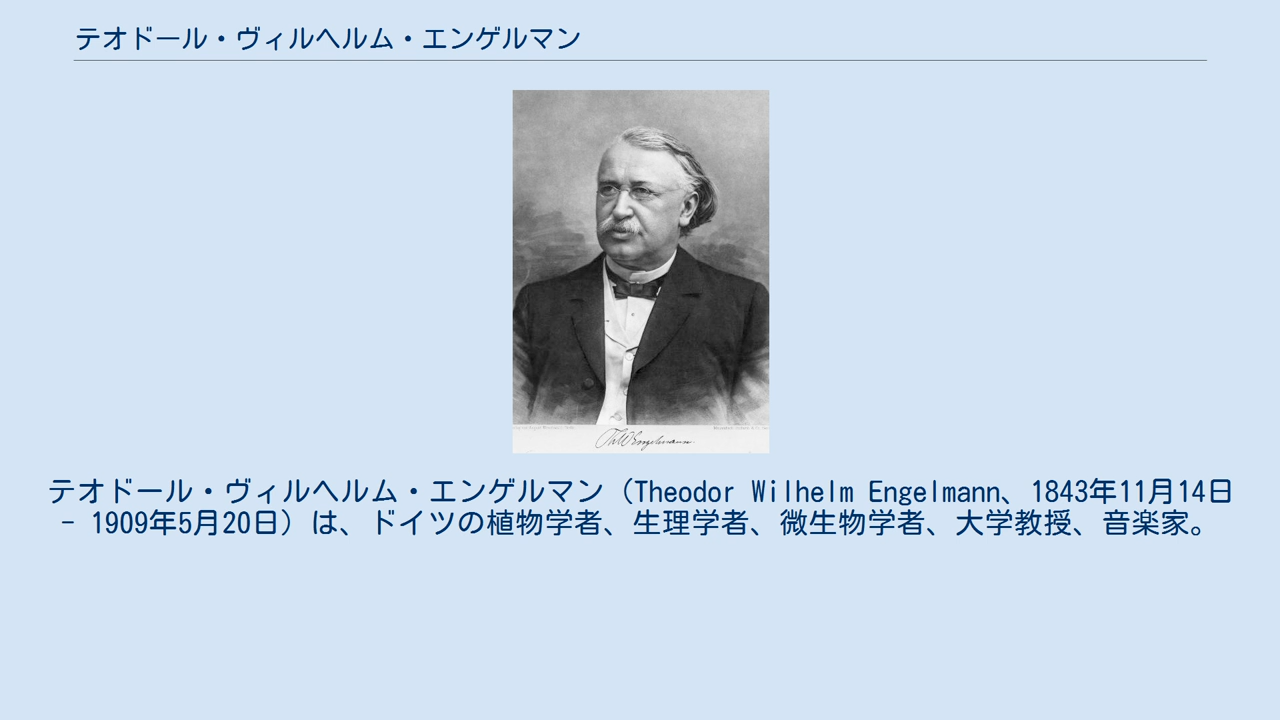 テオドール・ヴィルヘルム・エンゲルマン
Th W Engelmann
テオドール・ヴィルヘルム・エンゲルマン（Theodor Wilhelm Engelmann、1843年11月14日
- 1909年5月20日）は、ドイツの植物学者、生理学者、微生物学者、大学教授、音楽家。